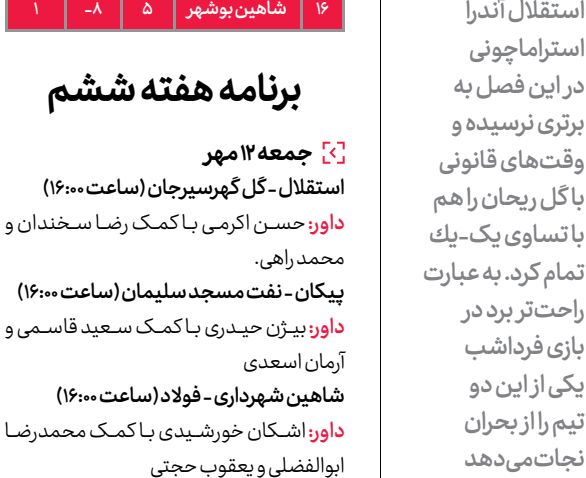 استقلال آندرا
استراماچونی
در این فصل به
برتری نرسیده و
وقت‌های قانونی
با گل ریحان را هم
با تساوی یک-یك
تمام کرد. به عبارت
راحت‌تر برد در
بازی فرداشب
یکی از این دو
تیم را از بحران
نجات می‌دهد
۱۶ شاهین بوشهر ۵ ۸- ۱
برنامه هفته ششم
جمعه ۱۲ مهر
استقلال - گل گهر سیرجان (ساعت ۱۶:۰۰)
داور: حسن اکرمی با کمک رضا سخندان و
محمد راهی.
پیکان - نفت مسجد سلیمان (ساعت ۱۶:۰۰)
داور: بیژن حیدری با کمک سعید قاسمی و
آرمان اسعدی
شاهین شهرداری - فولاد (ساعت ۱۶:۰۰)
داور: اشکان خورشیدی با کمک محمدرضا
ابوالفضلی و یعقوب حجتی